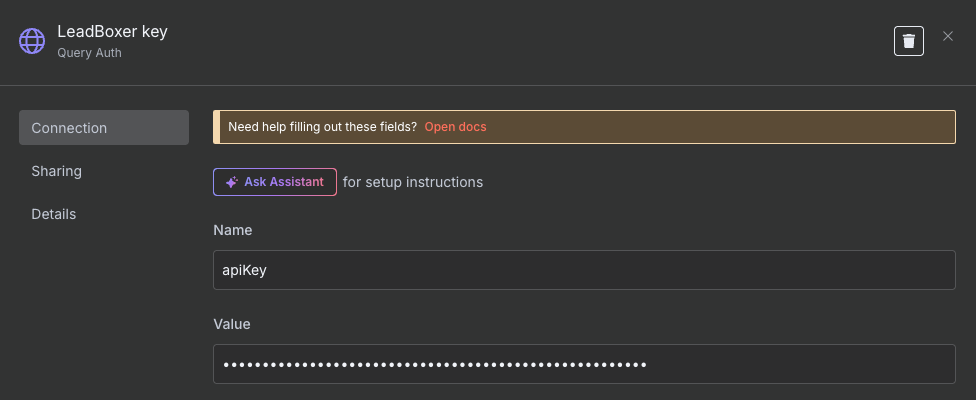 LeadBoxer key
Query Auth
Connection
Sharing
Details
Need help filling out these fields? Open docs
Ask Assistant for setup instructions
Name
apiKey
Value
••••••••••••••••••••••••••••••••••••••••••••••••••••••